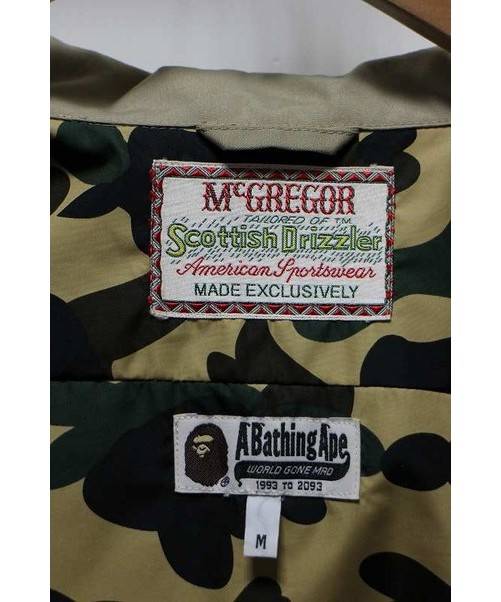 McGREGOR
TAILORED OF TM
Scottish Drizzler
American Sportswear
MADE EXCLUSIVELY
A Bathing Ape
WORLD GONE MAD
®
1993 TO 2093
M